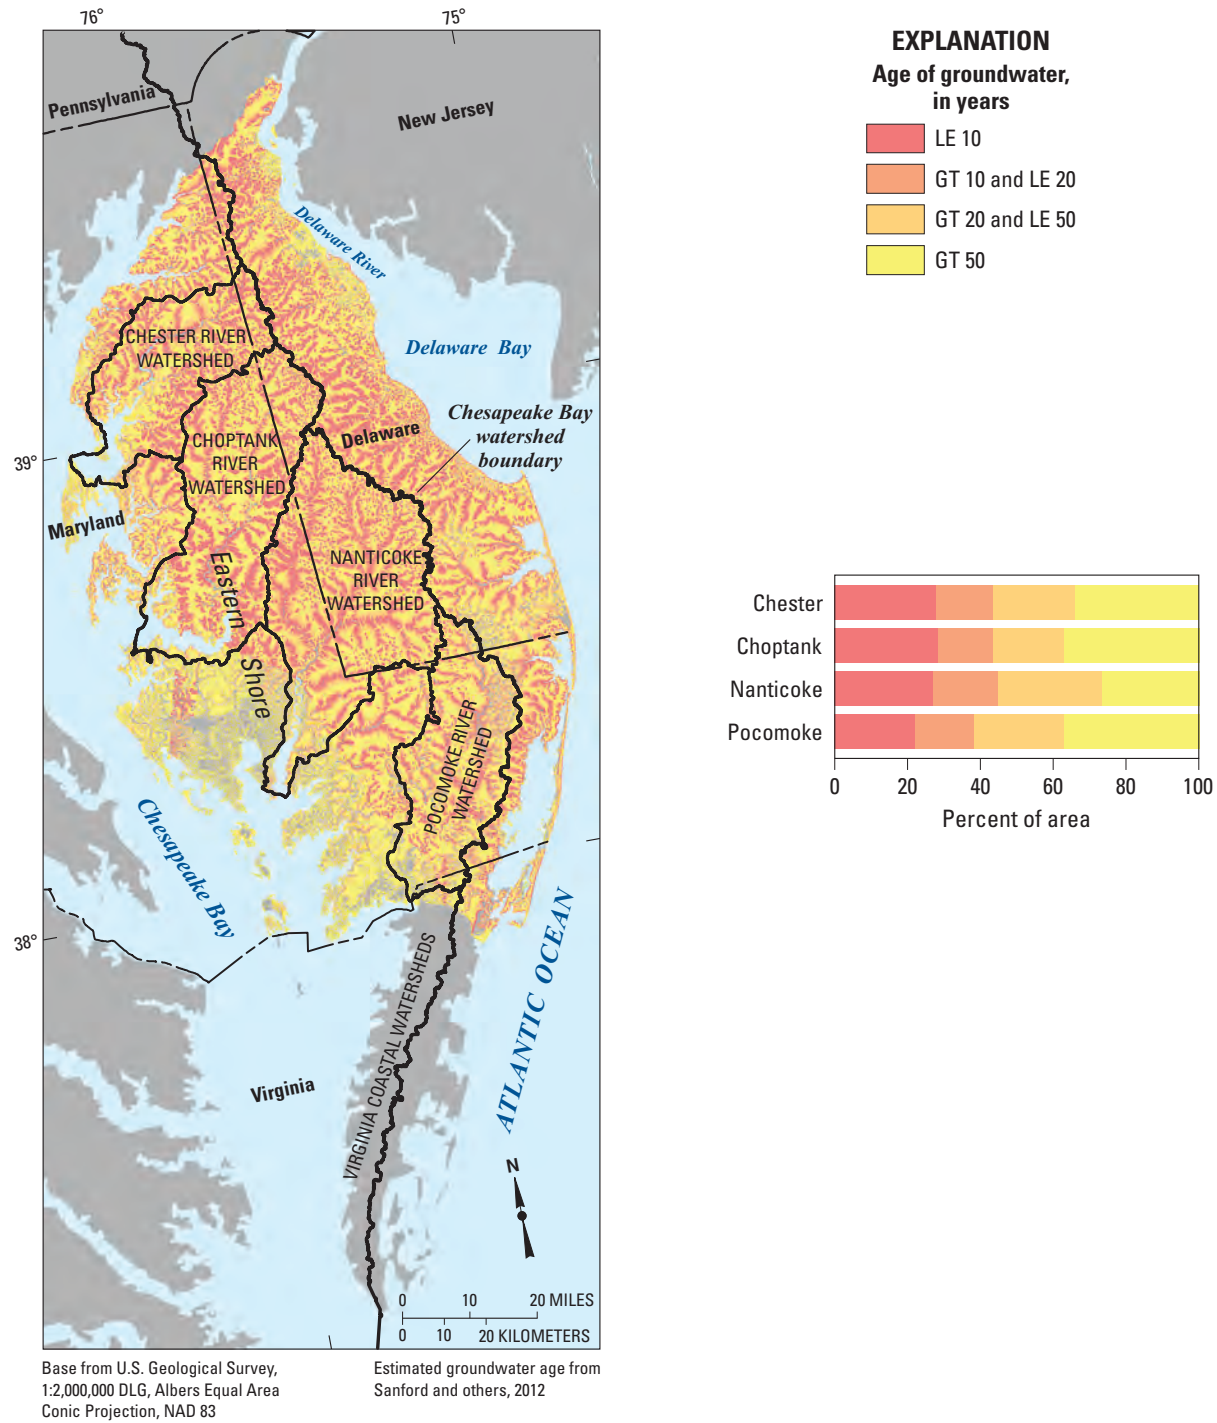 76°
75°
Pennsylvania
New Jersey
Delaware River
CHESTER RIVER
WATERSHED
Delaware Bay
Chesapeake Bay
watershed
boundary
Delaware
CHOPTANK
RIVER
WATERSHED
39°
Maryland
Eastern
Shore
NANTICOKE
RIVER
WATERSHED
POCOMOKE RIVER
WATERSHED
Chesapeake Bay
38°
ATLANTIC OCEAN
VIRGINIA COASTAL WATERSHEDS
Virginia
N
0 10 20 MILES
0 10 20 KILOMETERS
Base from U.S. Geological Survey,
1:2,000,000 DLG, Albers Equal Area
Conic Projection, NAD 83
Estimated groundwater age from
Sanford and others, 2012
EXPLANATION
Age of groundwater,
in years
LE 10
GT 10 and LE 20
GT 20 and LE 50
GT 50
Chester
Choptank
Nanticoke
Pocomoke
0 20 40 60 80 100
Percent of area